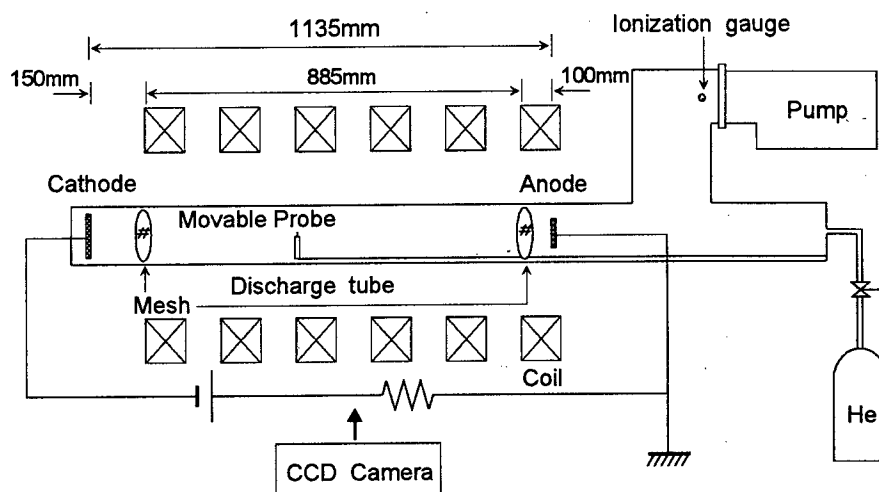 Ionization gauge
1135mm
150mm
885mm
100mm
Pump
Cathode
Anode
Movable Probe
#
#
Mesh
Discharge tube
Coil
He
CCD Camera